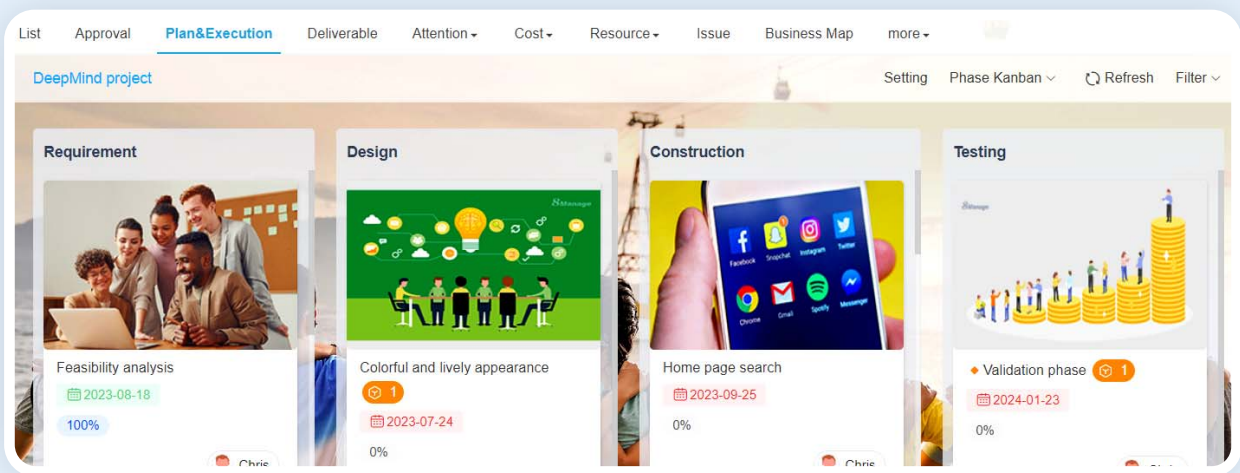 List Approval Plan&Execution Deliverable Attention Cost Resource Issue Business Map more
DeepMind project Setting Phase Kanban Refresh Filter
Requirement
Feasibility analysis
2023-08-18
100%
Chris
Design
8Manage
Colorful and lively appearance
1
2023-07-24
0%
Construction
Facebook Snapchat Instagram Twitter
Chrome Gmail Spotify Messenger
Home page search
2023-09-25
0%
Chris
Testing
8Manage
Validation phase 1
2024-01-23
0%